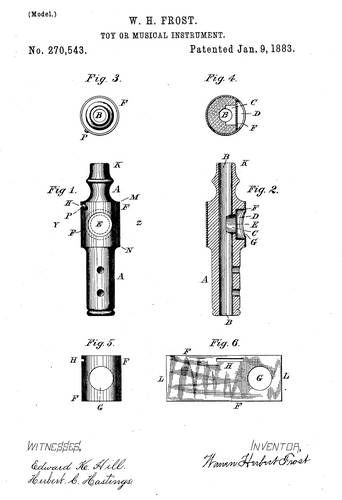 (Model.)
W. H. FROST.
TOY OR MUSICAL INSTRUMENT.
No. 270,543. Patented Jan. 9, 1883.
Fig. 3. Fig. 4.
B F P
B C D F
Fig 1. Fig. 2.
K A M H P F Y E Z F N A
B K F D E C G A B
Fig. 5. Fig. 6.
H F F G
F H L G L F
WITNESSES, INVENTOR,
Edward K. Hill. Warren Herbert Frost
Herbert C. Hastings